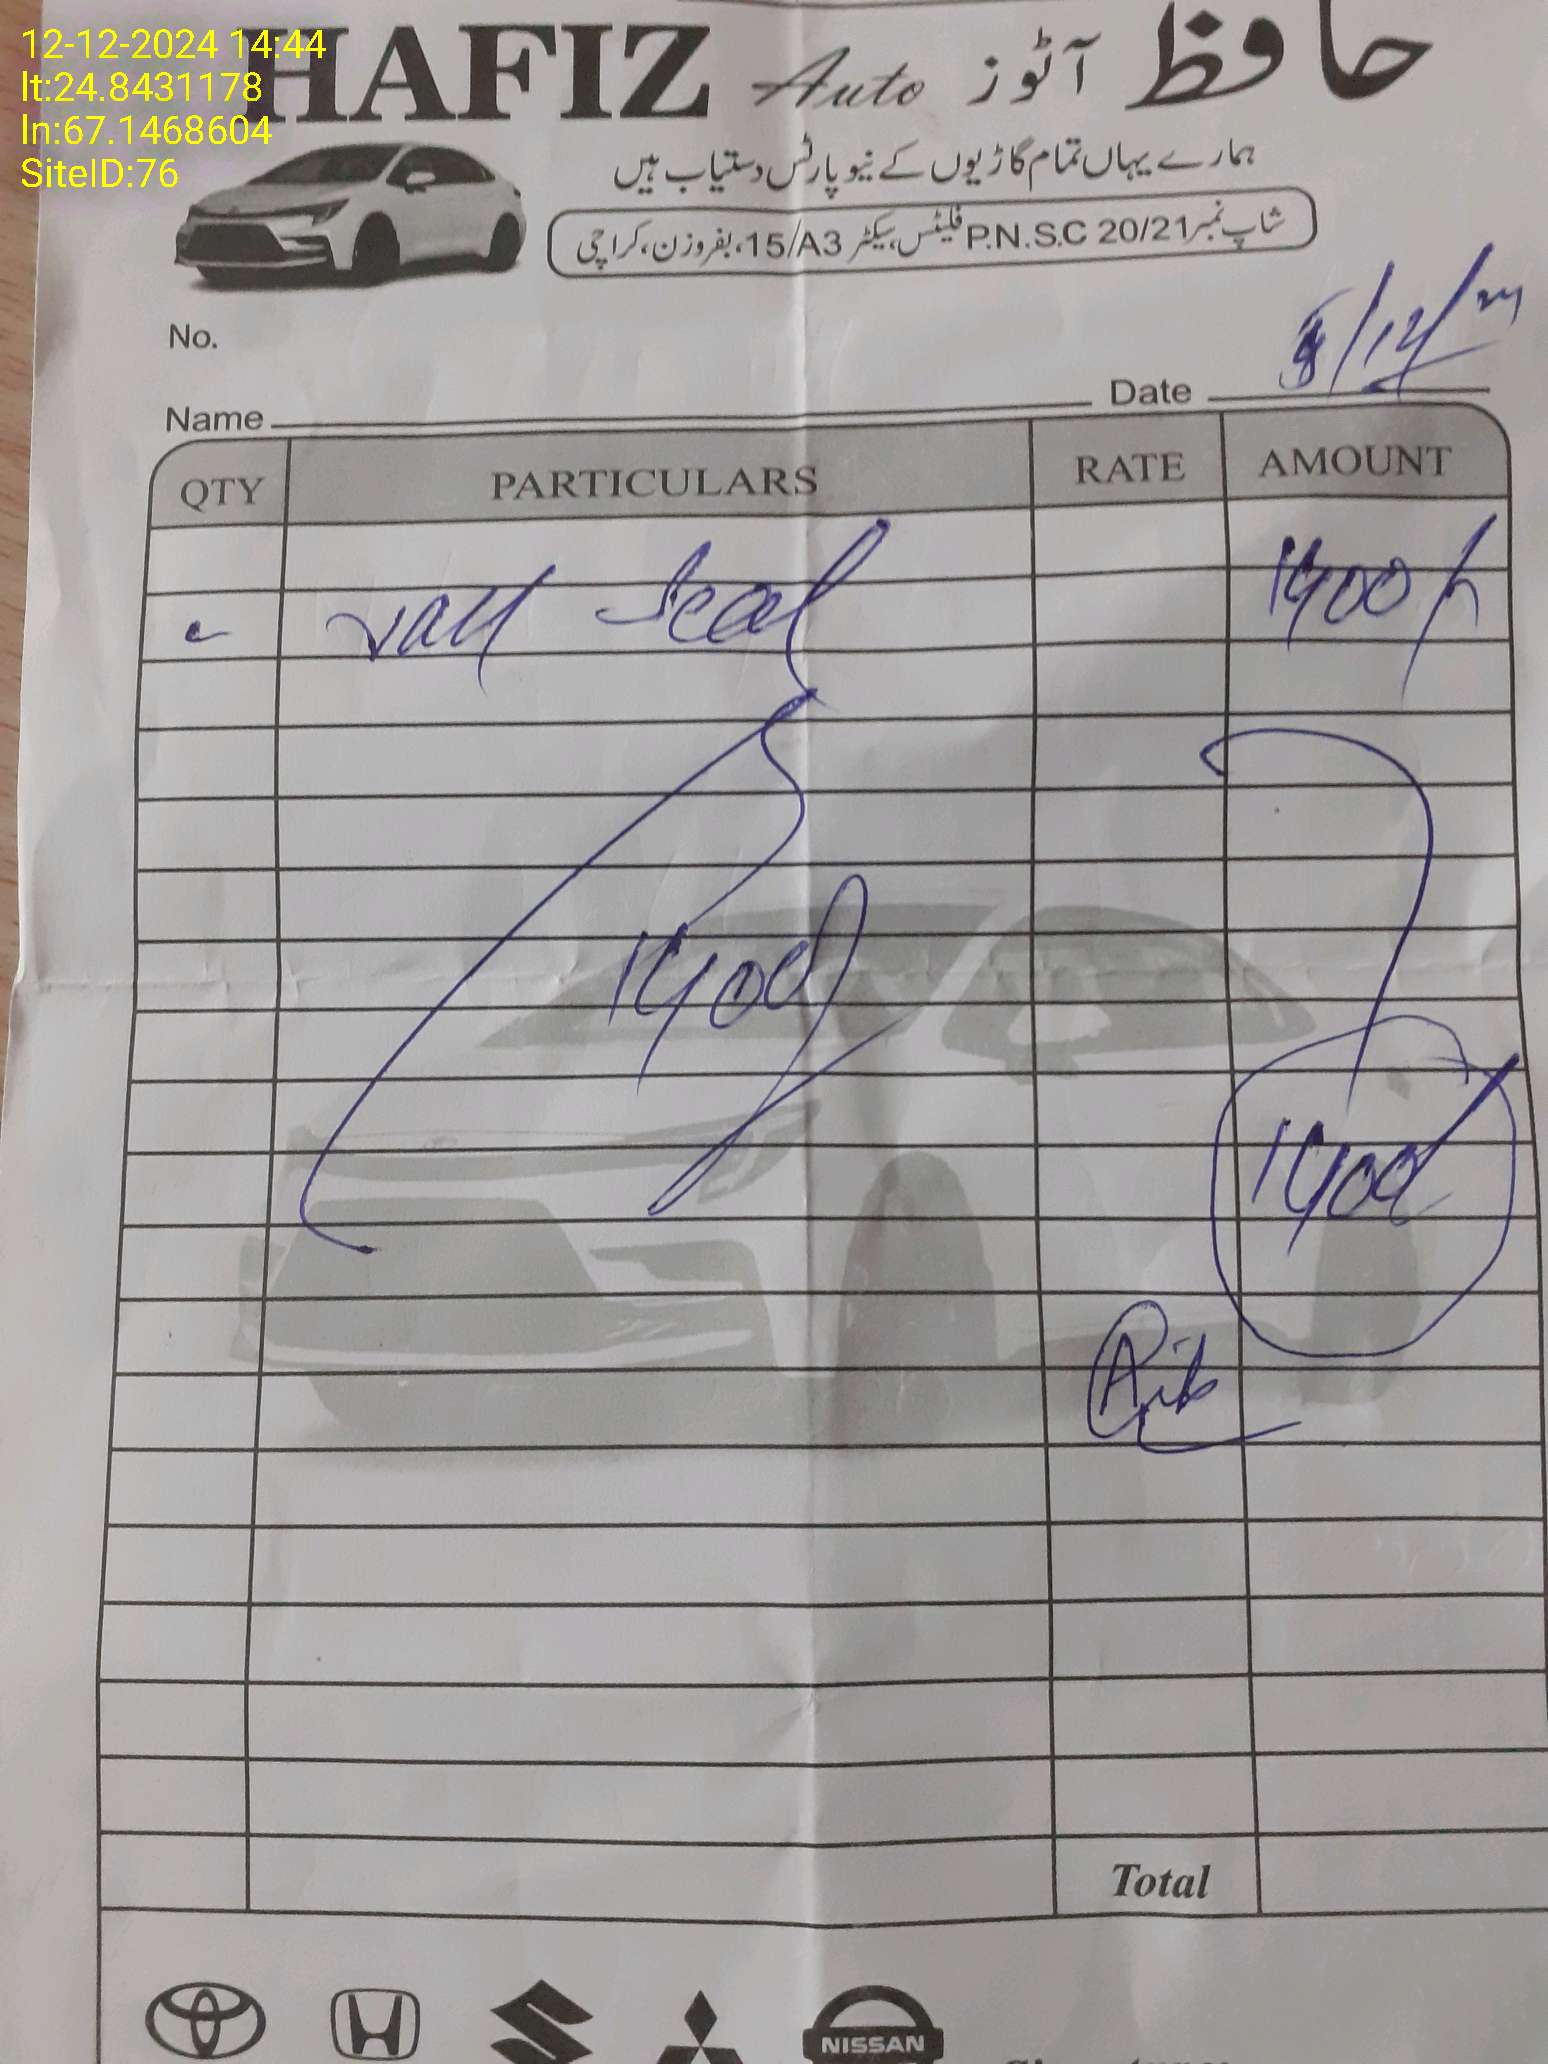 12-12-2024 14:44
lt:24.8431178
ln:67.1468604
SiteID:76
HAFIZ Auto حافظ آٹوز
ہمارے یہاں تمام گاڑیوں کے نیو پارٹس دستیاب ہیں
شاپ نمبر P.N.S.C 20/21 فلیٹس، سیکٹر 15/A3، بفرزون، کراچی
No.
Name Date 8/12/24
QTY PARTICULARS RATE AMOUNT
Seal 1400/
1400/
1400/
Total
NISSAN